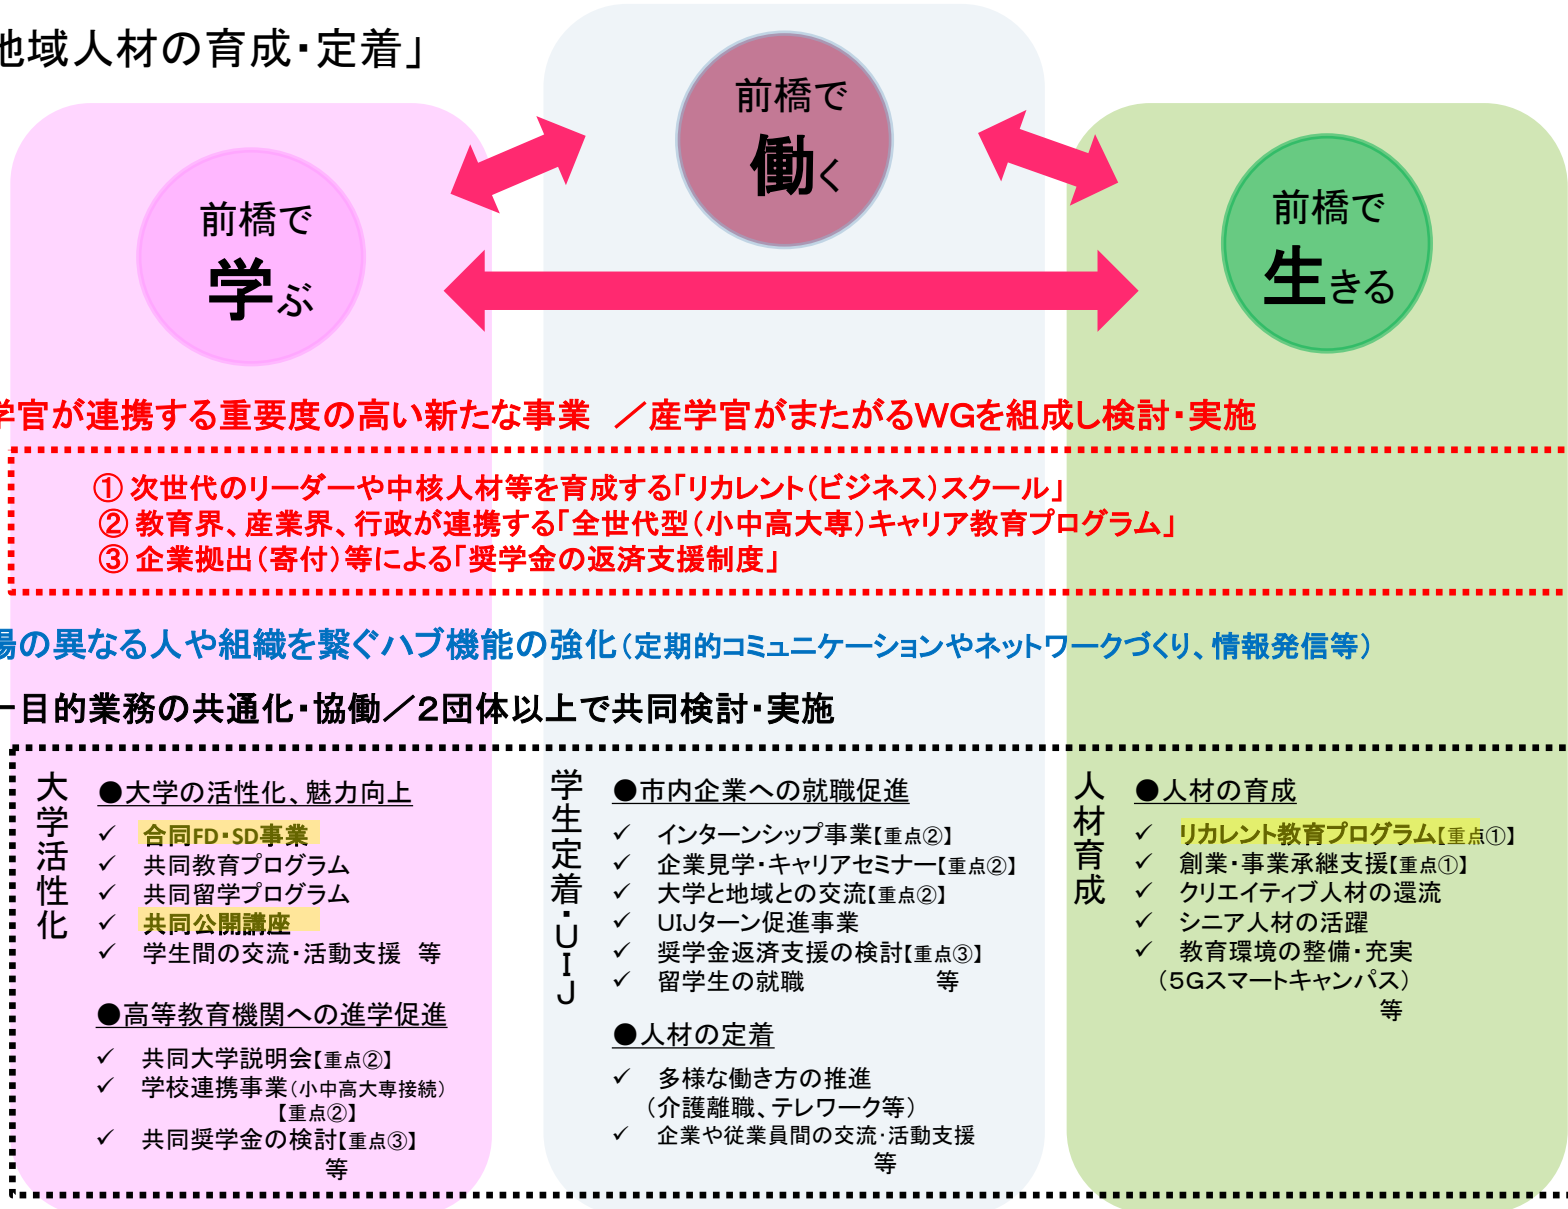 地域人材の育成・定着」
前橋で
働く
前橋で
学ぶ
前橋で
生きる
学官が連携する重要度の高い新たな事業　／産学官がまたがるWGを組成し検討・実施
① 次世代のリーダーや中核人材等を育成する「リカレント（ビジネス）スクール」
② 教育界、産業界、行政が連携する「全世代型（小中高大専）キャリア教育プログラム」
③ 企業拠出（寄付）等による「奨学金の返済支援制度」
場の異なる人や組織を繋ぐハブ機能の強化（定期的コミュニケーションやネットワークづくり、情報発信等）
一目的業務の共通化・協働／2団体以上で共同検討・実施
大学活性化
●大学の活性化、魅力向上
✓ 合同FD・SD事業
✓ 共同教育プログラム
✓ 共同留学プログラム
✓ 共同公開講座
✓ 学生間の交流・活動支援　等
●高等教育機関への進学促進
✓ 共同大学説明会【重点②】
✓ 学校連携事業（小中高大専接続）
【重点②】
✓ 共同奨学金の検討【重点③】
等
学生定着・UIJ
●市内企業への就職促進
✓ インターンシップ事業【重点②】
✓ 企業見学・キャリアセミナー【重点②】
✓ 大学と地域との交流【重点②】
✓ UIJターン促進事業
✓ 奨学金返済支援の検討【重点③】
✓ 留学生の就職　等
●人材の定着
✓ 多様な働き方の推進
（介護離職、テレワーク等）
✓ 企業や従業員間の交流・活動支援
等
人材育成
●人材の育成
✓ リカレント教育プログラム【重点①】
✓ 創業・事業承継支援【重点①】
✓ クリエイティブ人材の還流
✓ シニア人材の活躍
✓ 教育環境の整備・充実
（5Gスマートキャンパス）
等